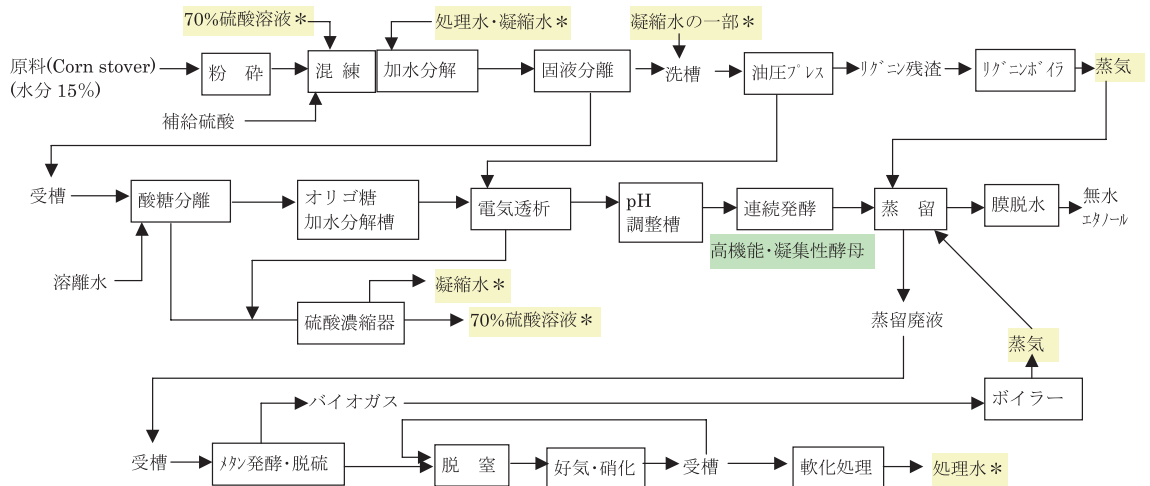 70%硫酸溶液＊
処理水・凝縮水＊
凝縮水の一部＊
原料(Corn stover)
(水分 15%)
粉　砕
混　練
加水分解
固液分離
洗槽
油圧プレス
リグニン残渣
リグニンボイラ
蒸気
補給硫酸
受槽
酸糖分離
オリゴ糖
加水分解槽
電気透析
pH
調整槽
連続発酵
蒸　留
膜脱水
無水
エタノール
高機能・凝集性酵母
溶離水
凝縮水＊
硫酸濃縮器
70%硫酸溶液＊
蒸留廃液
蒸気
バイオガス
ボイラー
受槽
メタン発酵・脱硫
脱　窒
好気・硝化
受槽
軟化処理
処理水＊